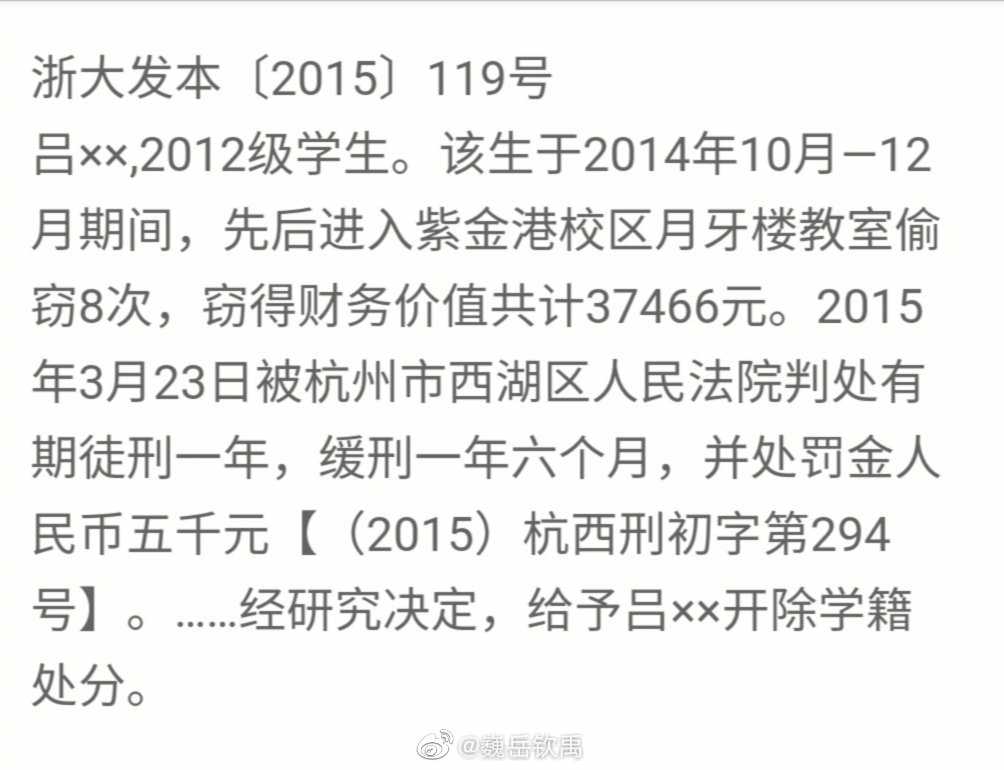 浙大发本〔2015〕119号
吕××,2012级学生。该生于2014年10月—12
月期间，先后进入紫金港校区月牙楼教室偷
窃8次，窃得财务价值共计37466元。2015
年3月23日被杭州市西湖区人民法院判处有
期徒刑一年，缓刑一年六个月，并处罚金人
民币五千元【（2015）杭西刑初字第294
号】。……经研究决定，给予吕××开除学籍
处分。
@魏岳钦禹